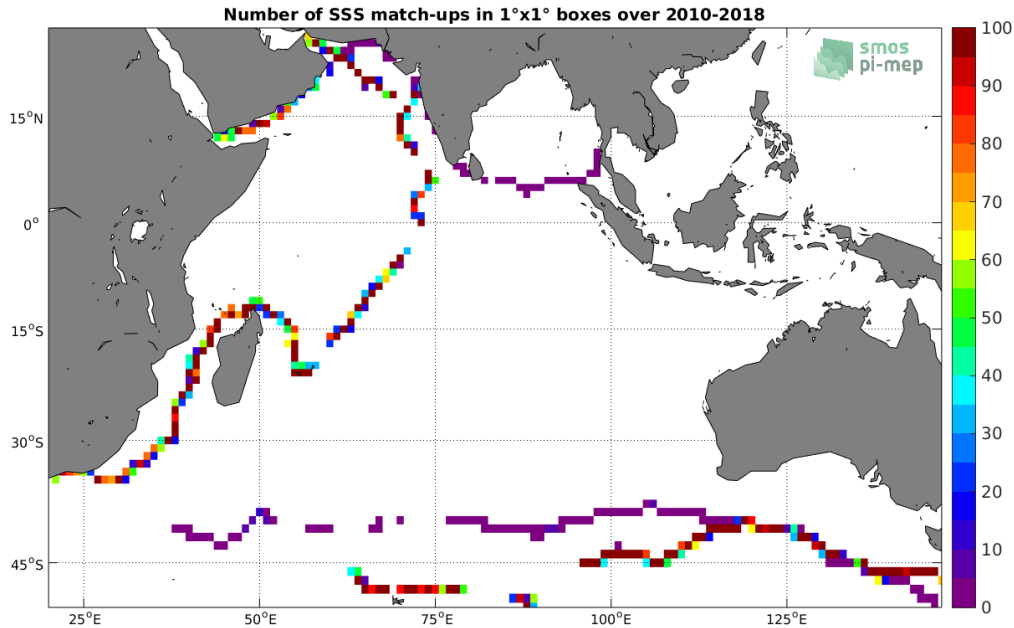 Number of SSS match-ups in 1°x1° boxes over 2010-2018
smos
pi-mep
100
90
80
70
60
50
40
30
20
10
0
15°N
0°
15°S
30°S
45°S
25°E
50°E
75°E
100°E
125°E